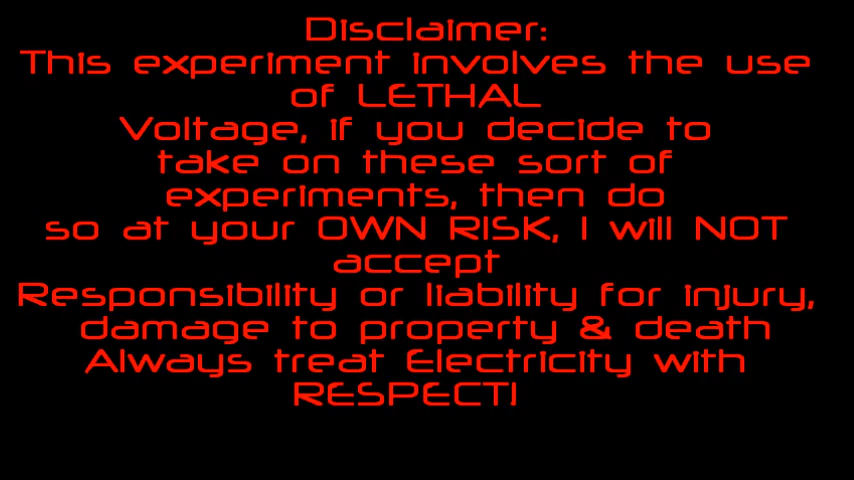 Disclaimer:
This experiment involves the use
of LETHAL
Voltage, if you decide to
take on these sort of
experiments, then do
so at your OWN RISK, I will NOT
accept
Responsibility or liability for injury,
damage to property & death
Always treat Electricity with
RESPECT!